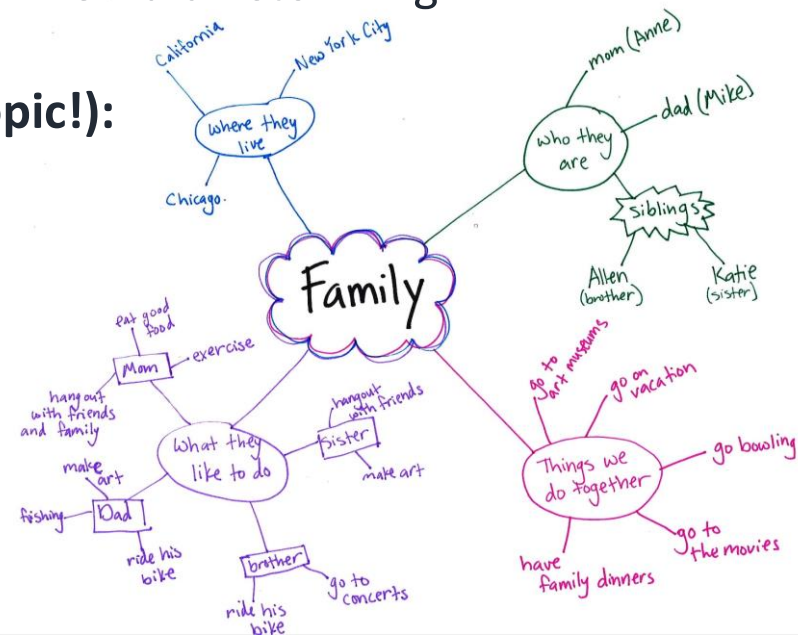 pic!):
California
New York City
where they
live
Chicago.
mom (Anne)
dad (Mike)
who they
are
siblings
Allen
(brother)
Katie
(sister)
Family
eat good
food
exercise
Mom
hang out
with friends
and family
What they
like to do
hangout
with friends
Sister
make art
make
art
fishing
Dad
ride his
bike
brother
go to
concerts
ride his
bike
go to
art museums
go on
vacation
Things we
do together
go bowling
go to
the movies
have
family dinners